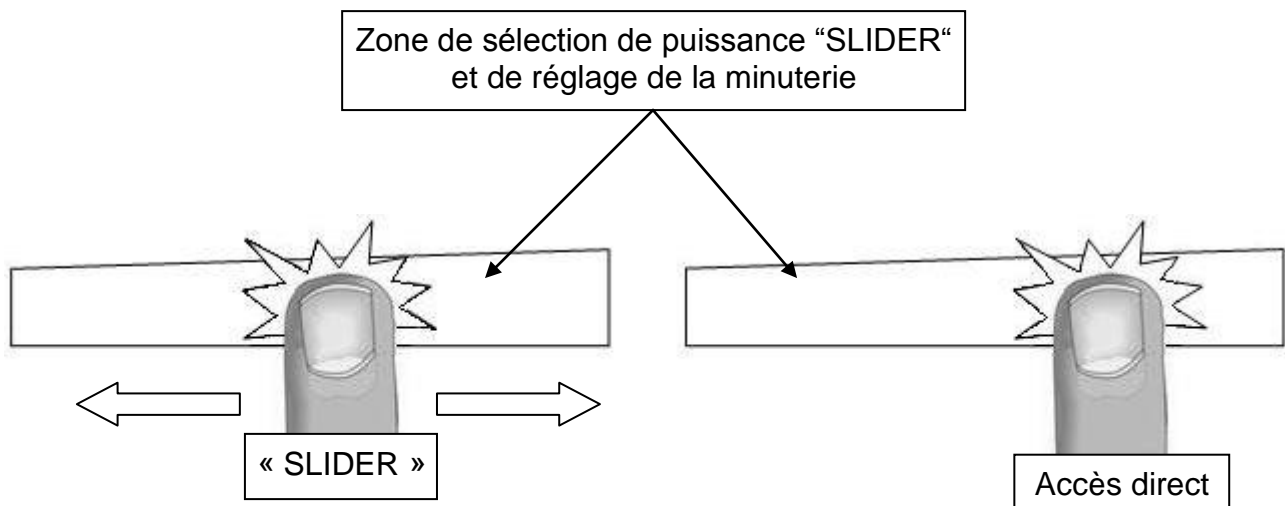 Zone de sélection de puissance “SLIDER“
et de réglage de la minuterie
« SLIDER »
Accès direct